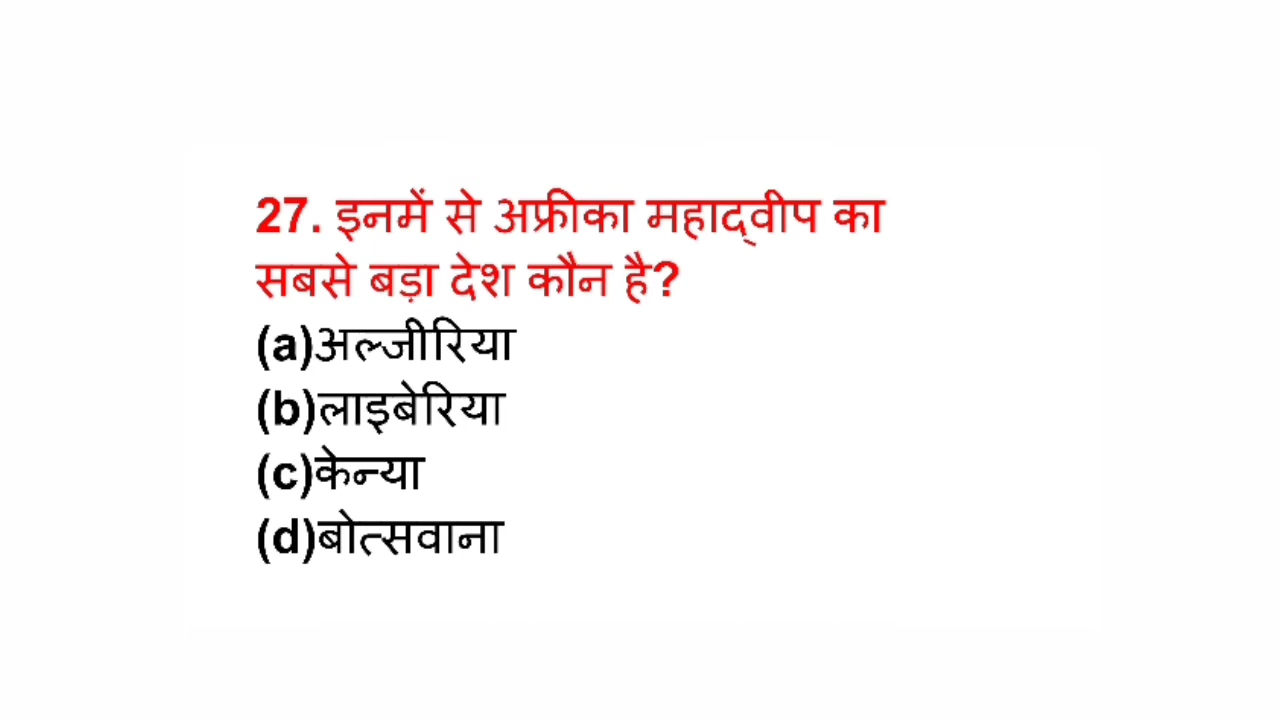 27. इनमें से अफ्रीका महाद्वीप का
सबसे बड़ा देश कौन है?
(a)अल्जीरिया
(b)लाइबेरिया
(c)केन्या
(d)बोत्सवाना